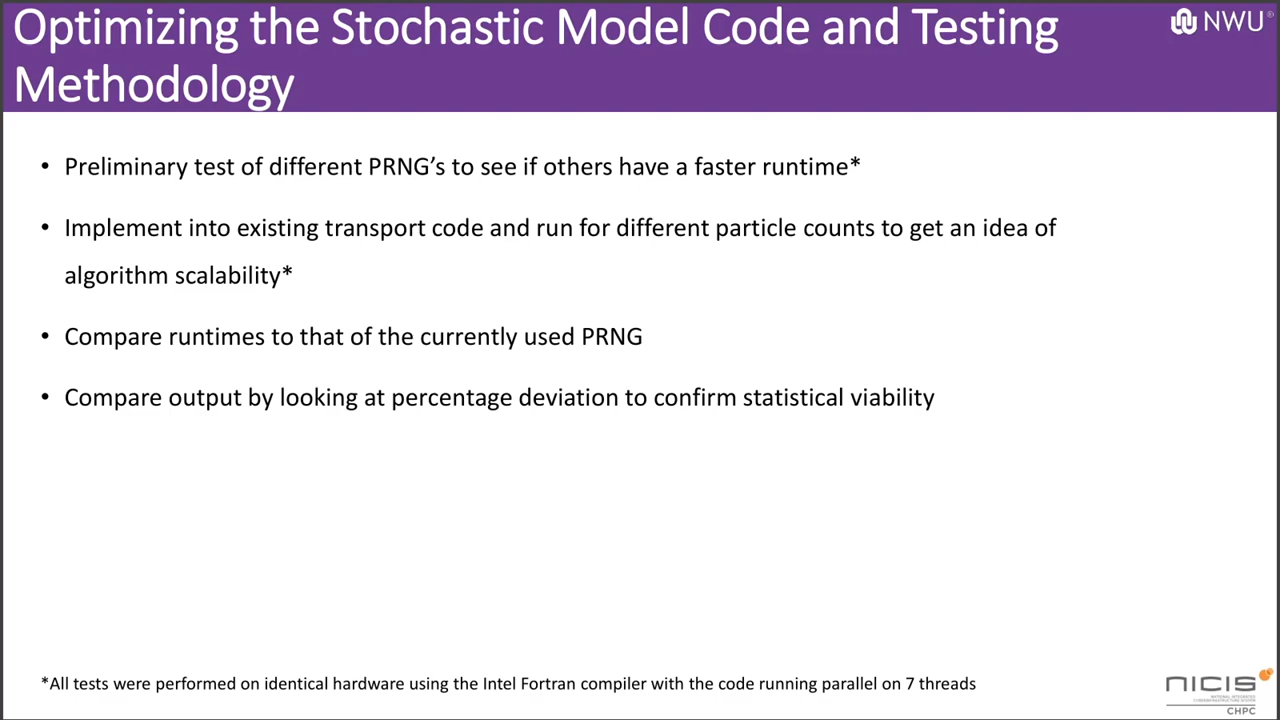 Optimizing the Stochastic Model Code and Testing
Methodology
NWU®
• Preliminary test of different PRNG’s to see if others have a faster runtime*
• Implement into existing transport code and run for different particle counts to get an idea of
algorithm scalability*
• Compare runtimes to that of the currently used PRNG
• Compare output by looking at percentage deviation to confirm statistical viability
*All tests were performed on identical hardware using the Intel Fortran compiler with the code running parallel on 7 threads
nicis
CHPC